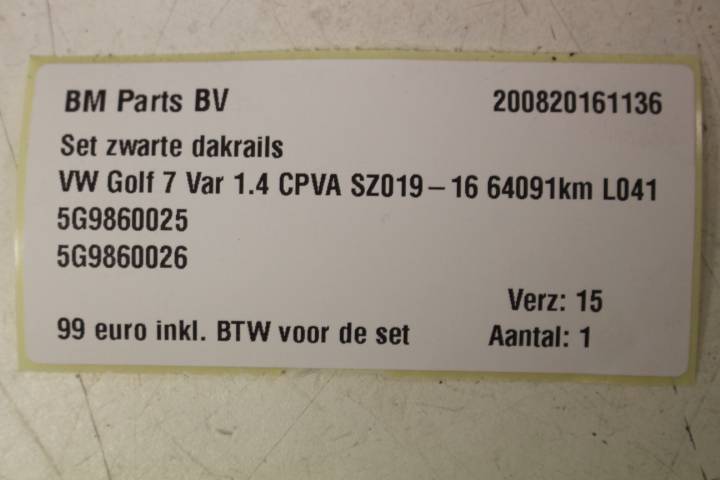 BM Parts BV 200820161136
Set zwarte dakrails
VW Golf 7 Var 1.4 CPVA SZ019-16 64091km L041
5G9860025
5G9860026
Verz: 15
99 euro inkl. BTW voor de set Aantal: 1